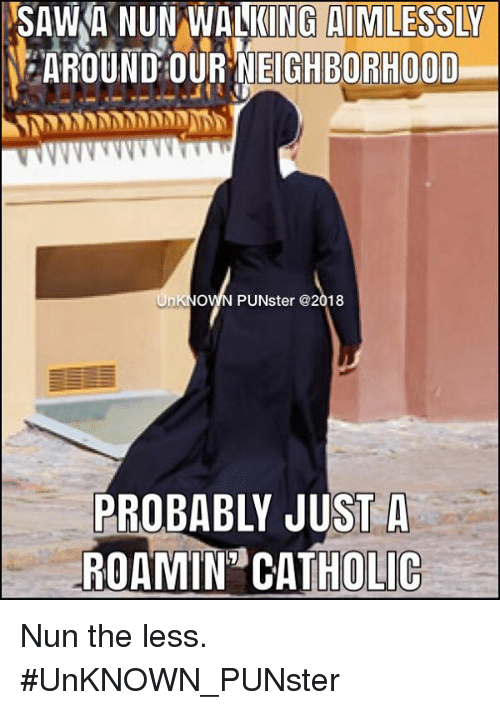 SAW A NUN WALKING AIMLESSLY
AROUND OUR NEIGHBORHOOD
UnKNOWN PUNster @2018
PROBABLY JUST A
ROAMIN' CATHOLIC
Nun the less.
#UnKNOWN_PUNster